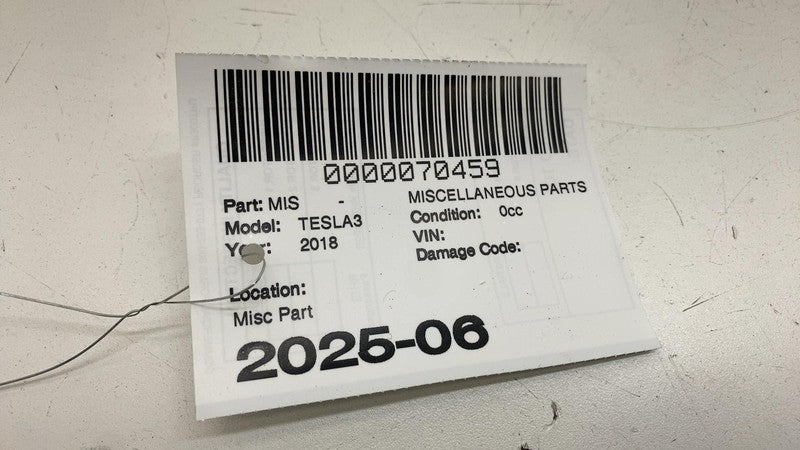 0000070459
Part: MIS - MISCELLANEOUS PARTS
Model: TESLA3 Condition: 0cc
Year: 2018 VIN:
Damage Code:
Location:
Misc Part
2025-06